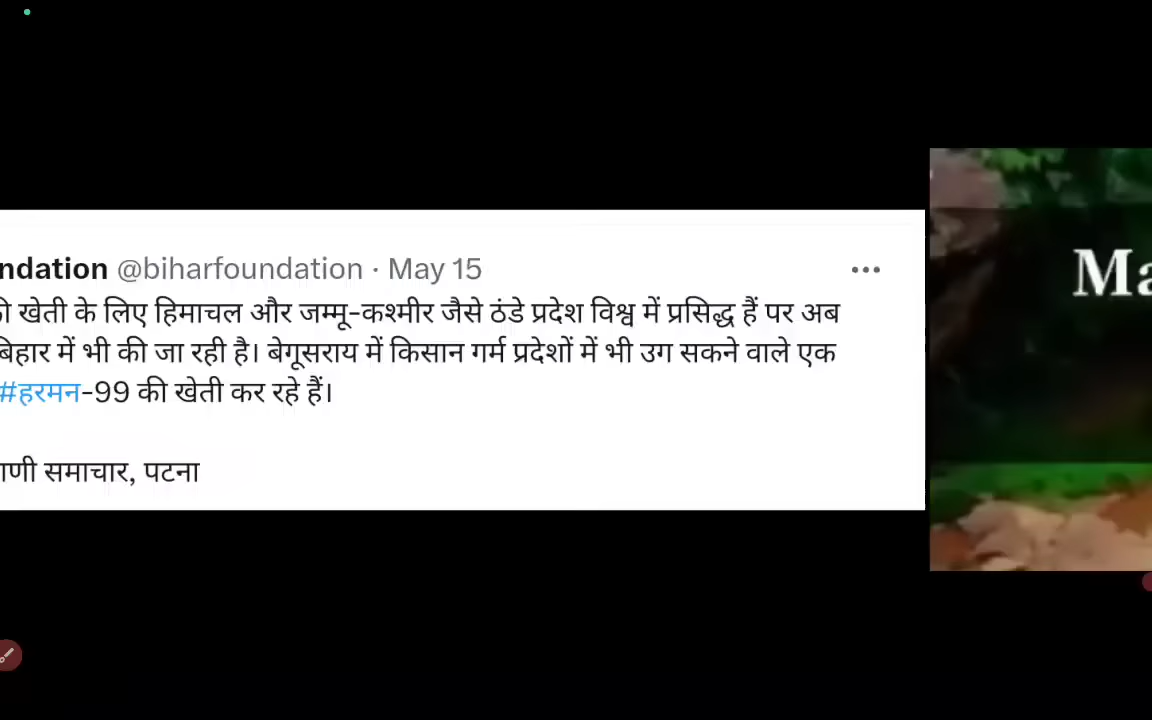 ndation @biharfoundation · May 15
की खेती के लिए हिमाचल और जम्मू-कश्मीर जैसे ठंडे प्रदेश विश्व में प्रसिद्ध हैं पर अब
बिहार में भी की जा रही है। बेगूसराय में किसान गर्म प्रदेशों में भी उग सकने वाले एक
#हरमन-99 की खेती कर रहे हैं।
समाचार, पटना
Ma